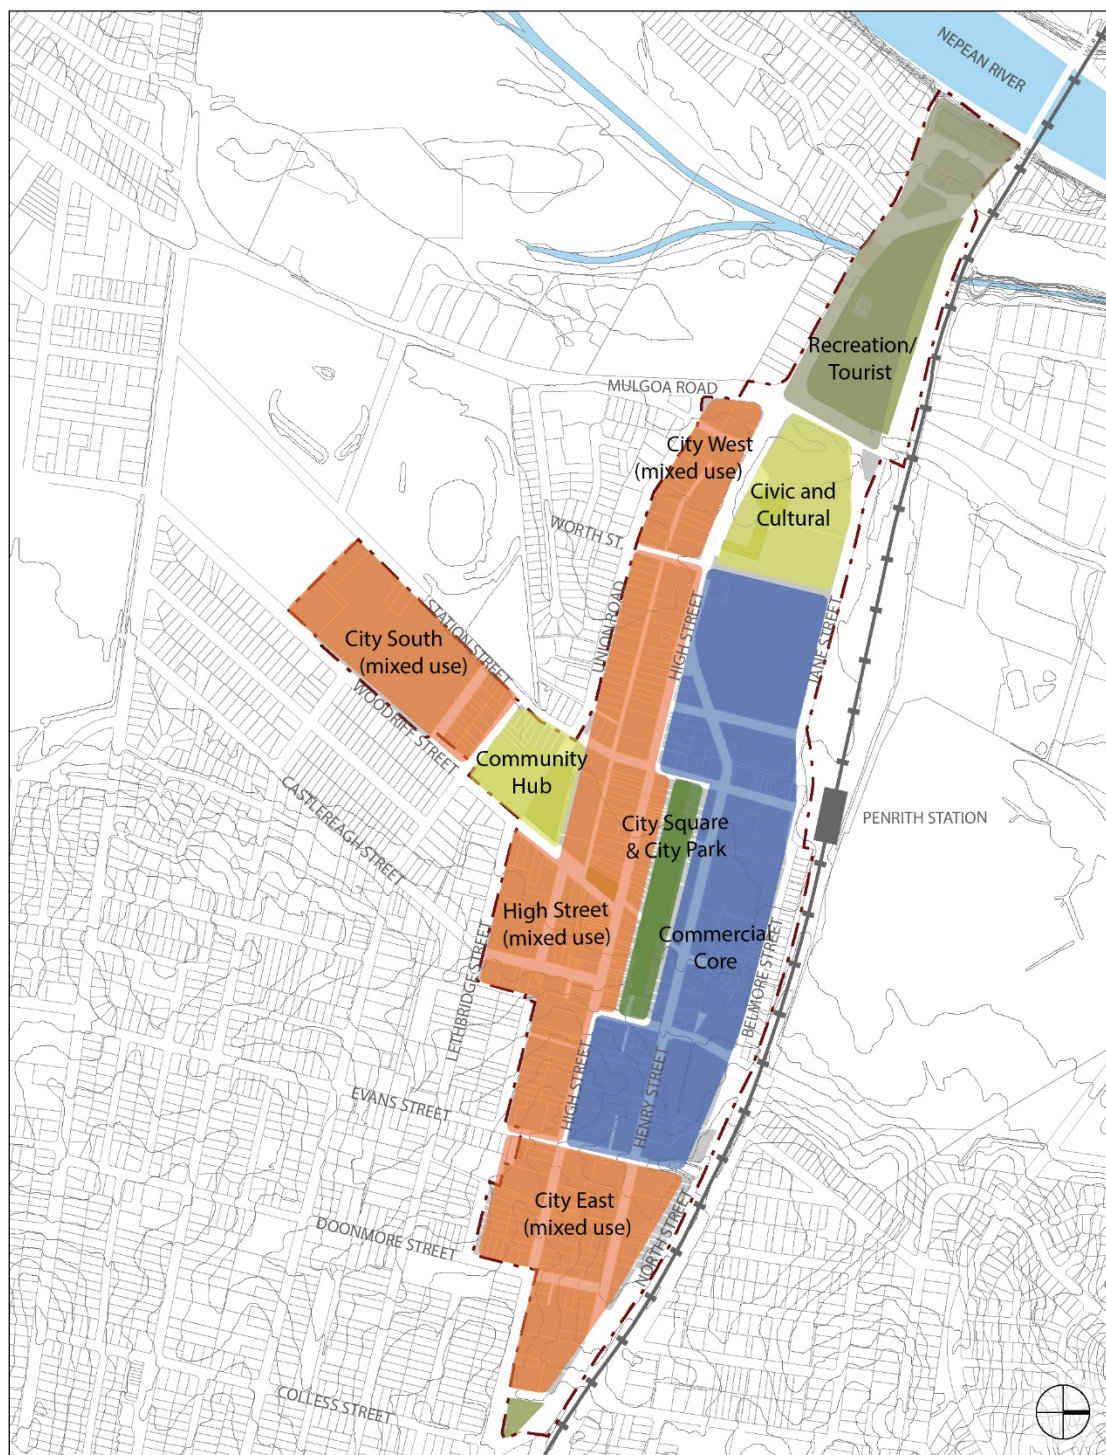 NEPEAN RIVER
Recreation/
Tourist
MULGOA ROAD
City West
(mixed use)
Civic and
Cultural
WORTH ST.
UNION ROAD
HIGH STREET
JANE STREET
STATION STREET
City South
(mixed use)
WOODRIFF STREET
Community
Hub
CASTLEREAGH STREET
City Square
& City Park
PENRITH STATION
High Street
(mixed use)
Commercial
Core
LETHBRIDGE STREET
BELMORE STREET
EVANS STREET
HIGH STREET
HENRY STREET
City East
(mixed use)
DOONMORE STREET
NORTH STREET
COLLESS STREET